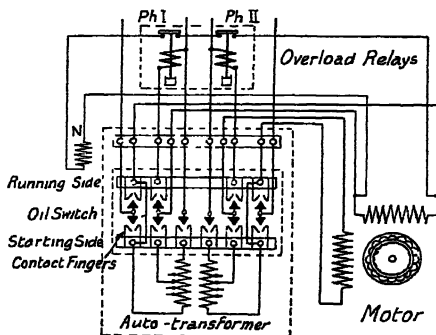 Ph I Ph II
Overload Relays
N
Running Side
Oil Switch
Starting Side
Contact Fingers
Auto-transformer
Motor